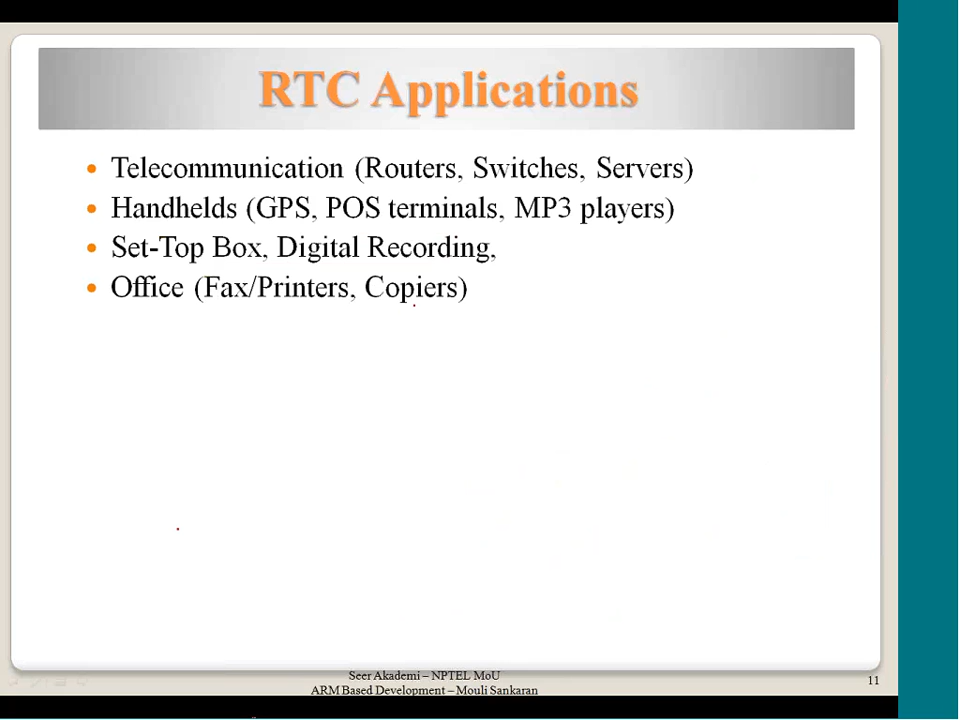 RTC Applications
Telecommunication (Routers, Switches, Servers)
Handhelds (GPS, POS terminals, MP3 players)
Set-Top Box, Digital Recording,
Office (Fax/Printers, Copiers)
Seer Akademi – NPTEL MoU
ARM Based Development – Mouli Sankaran
11